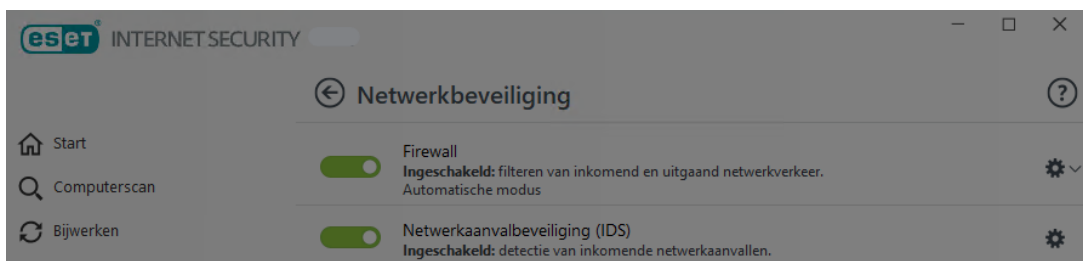 eset INTERNET SECURITY
Netwerkbeveiliging
Start
Computerscan
Bijwerken
Firewall
Ingeschakeld: filteren van inkomend en uitgaand netwerkverkeer.
Automatische modus
Netwerkaanvalbeveiliging (IDS)
Ingeschakeld: detectie van inkomende netwerkaanvallen.